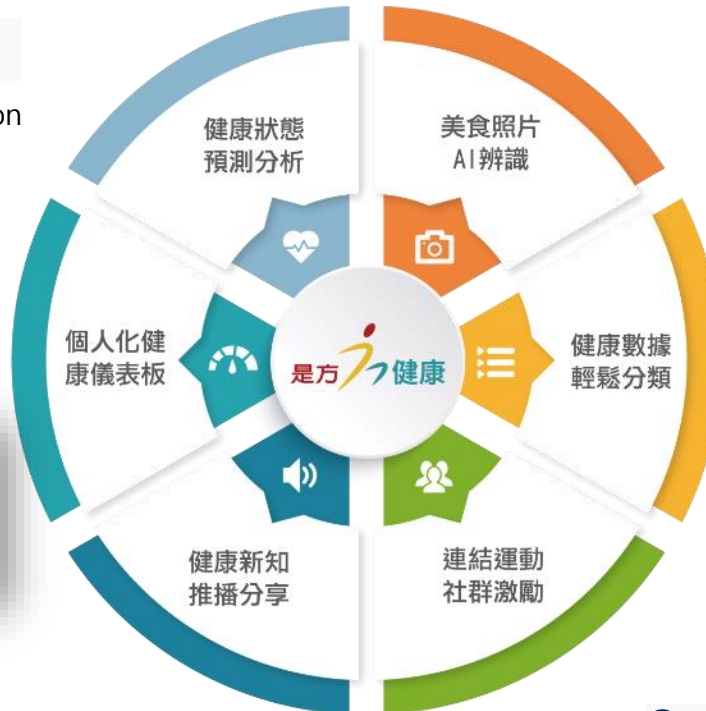 on
健康狀態
預測分析
美食照片
AI辨識
個人化健
康儀表板
是方
健康
健康數據
輕鬆分類
健康新知
推播分享
連結運動
社群激勵